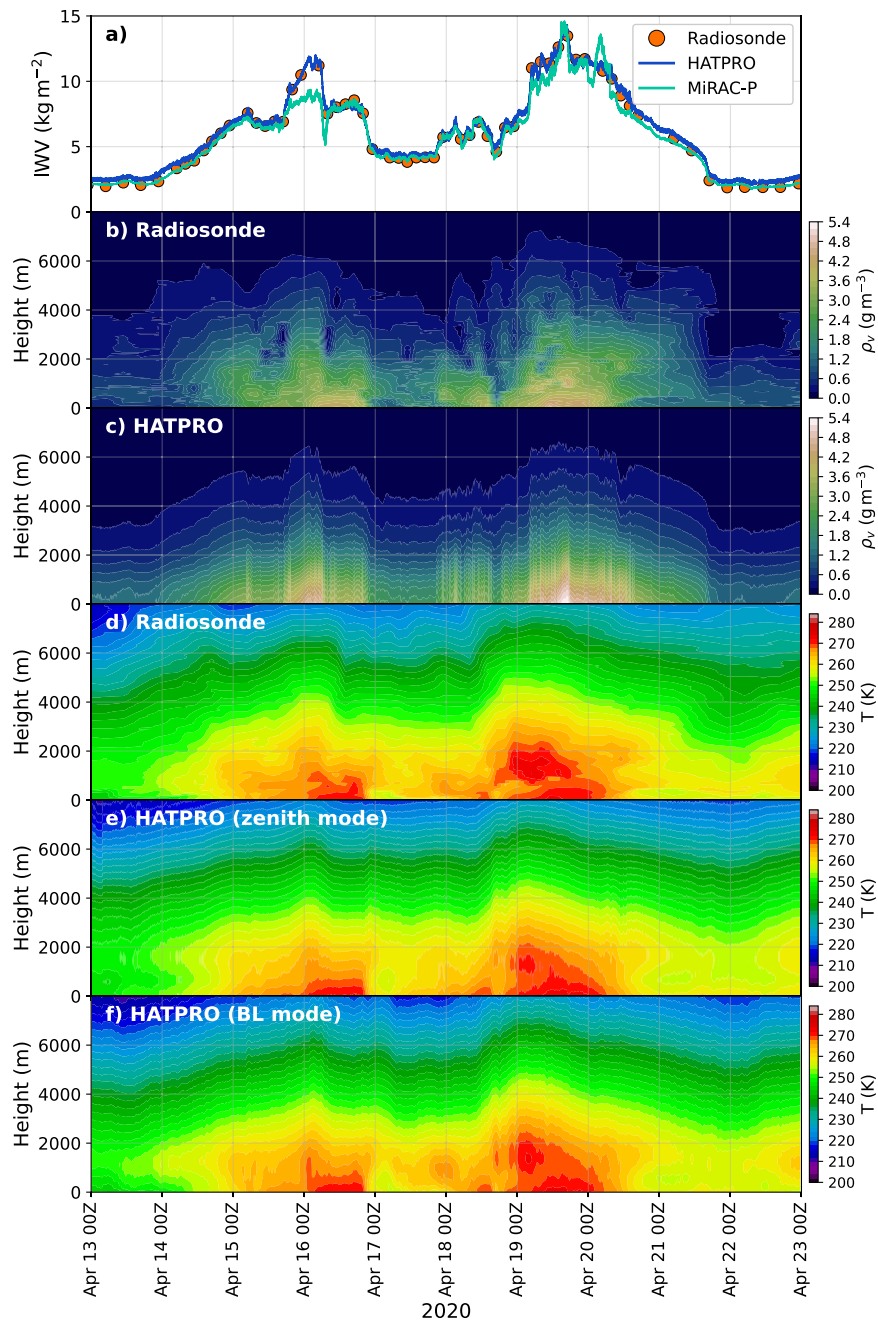 a)
IWV (kg m⁻²)
15
10
5
0
Radiosonde
HATPRO
MiRAC-P
b) Radiosonde
Height (m)
6000
4000
2000
0
5.4
4.8
4.2
3.6
3.0
2.4
1.8
1.2
0.6
0.0
ρᵥ (g m⁻³)
c) HATPRO
Height (m)
6000
4000
2000
0
5.4
4.8
4.2
3.6
3.0
2.4
1.8
1.2
0.6
0.0
ρᵥ (g m⁻³)
d) Radiosonde
Height (m)
6000
4000
2000
0
280
270
260
250
240
230
220
210
200
T (K)
e) HATPRO (zenith mode)
Height (m)
6000
4000
2000
0
280
270
260
250
240
230
220
210
200
T (K)
f) HATPRO (BL mode)
Height (m)
6000
4000
2000
0
280
270
260
250
240
230
220
210
200
T (K)
Apr 13 00Z
Apr 14 00Z
Apr 15 00Z
Apr 16 00Z
Apr 17 00Z
Apr 18 00Z
Apr 19 00Z
Apr 20 00Z
Apr 21 00Z
Apr 22 00Z
Apr 23 00Z
2020